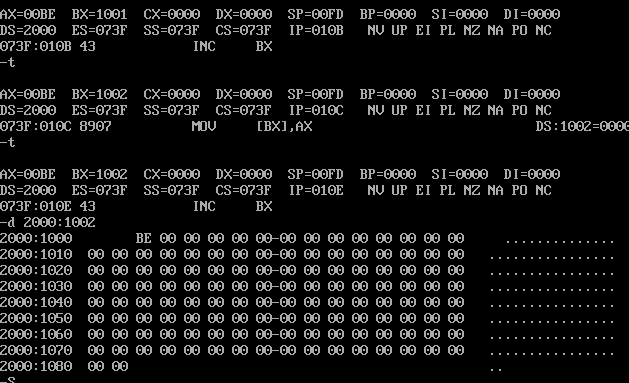 AX=00BE BX=1001 CX=0000 DX=0000 SP=00FD BP=0000 SI=0000 DI=0000
DS=2000 ES=073F SS=073F CS=073F IP=010B NV UP EI PL NZ NA PO NC
073F:010B 43 INC BX
-t
AX=00BE BX=1002 CX=0000 DX=0000 SP=00FD BP=0000 SI=0000 DI=0000
DS=2000 ES=073F SS=073F CS=073F IP=010C NV UP EI PL NZ NA PO NC
073F:010C 8907 MOV [BX],AX DS:1002=0000
-t
AX=00BE BX=1002 CX=0000 DX=0000 SP=00FD BP=0000 SI=0000 DI=0000
DS=2000 ES=073F SS=073F CS=073F IP=010E NV UP EI PL NZ NA PO NC
073F:010E 43 INC BX
-d 2000:1002
2000:1000 BE 00 00 00 00 00-00 00 00 00 00 00 00 00 ..............
2000:1010 00 00 00 00 00 00 00 00-00 00 00 00 00 00 00 00 ................
2000:1020 00 00 00 00 00 00 00 00-00 00 00 00 00 00 00 00 ................
2000:1030 00 00 00 00 00 00 00 00-00 00 00 00 00 00 00 00 ................
2000:1040 00 00 00 00 00 00 00 00-00 00 00 00 00 00 00 00 ................
2000:1050 00 00 00 00 00 00 00 00-00 00 00 00 00 00 00 00 ................
2000:1060 00 00 00 00 00 00 00 00-00 00 00 00 00 00 00 00 ................
2000:1070 00 00 00 00 00 00 00 00-00 00 00 00 00 00 00 00 ................
2000:1080 00 00 ..